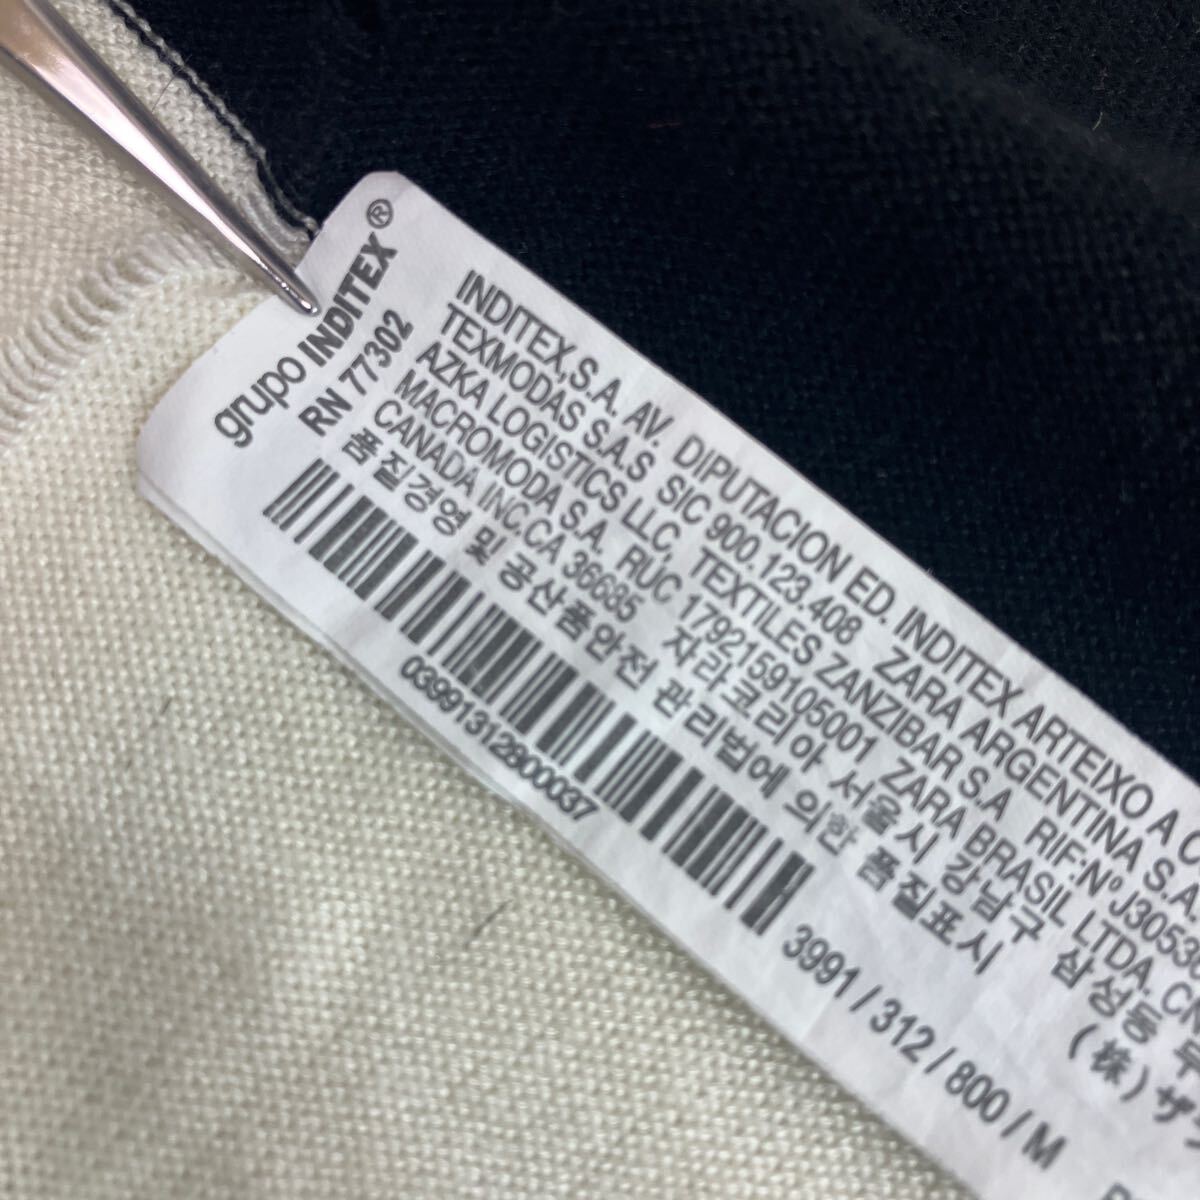 grupo INDITEX®
RN 77302
INDITEX,S.A. AV. DIPUTACION ED. INDITEX ARTEIXO A
TEXMODAS S.A.S SIC 900.123.408 ZARA ARGENTINA S.A.
AZKA LOGISTICS LLC, TEXTILES ZANZIBAR S.A RIF:Nº
MACROMODA S.A. RUC 1792159105001 ZARA BRASIL LTDA.
CANADA INC.CA 36685 자라코리아 서울시 강남구 삼성동
품질경영 및 공산품안전 관리법에 의한 품질표시 (株)ザ
03991312800037
3991 / 312 / 800 / M